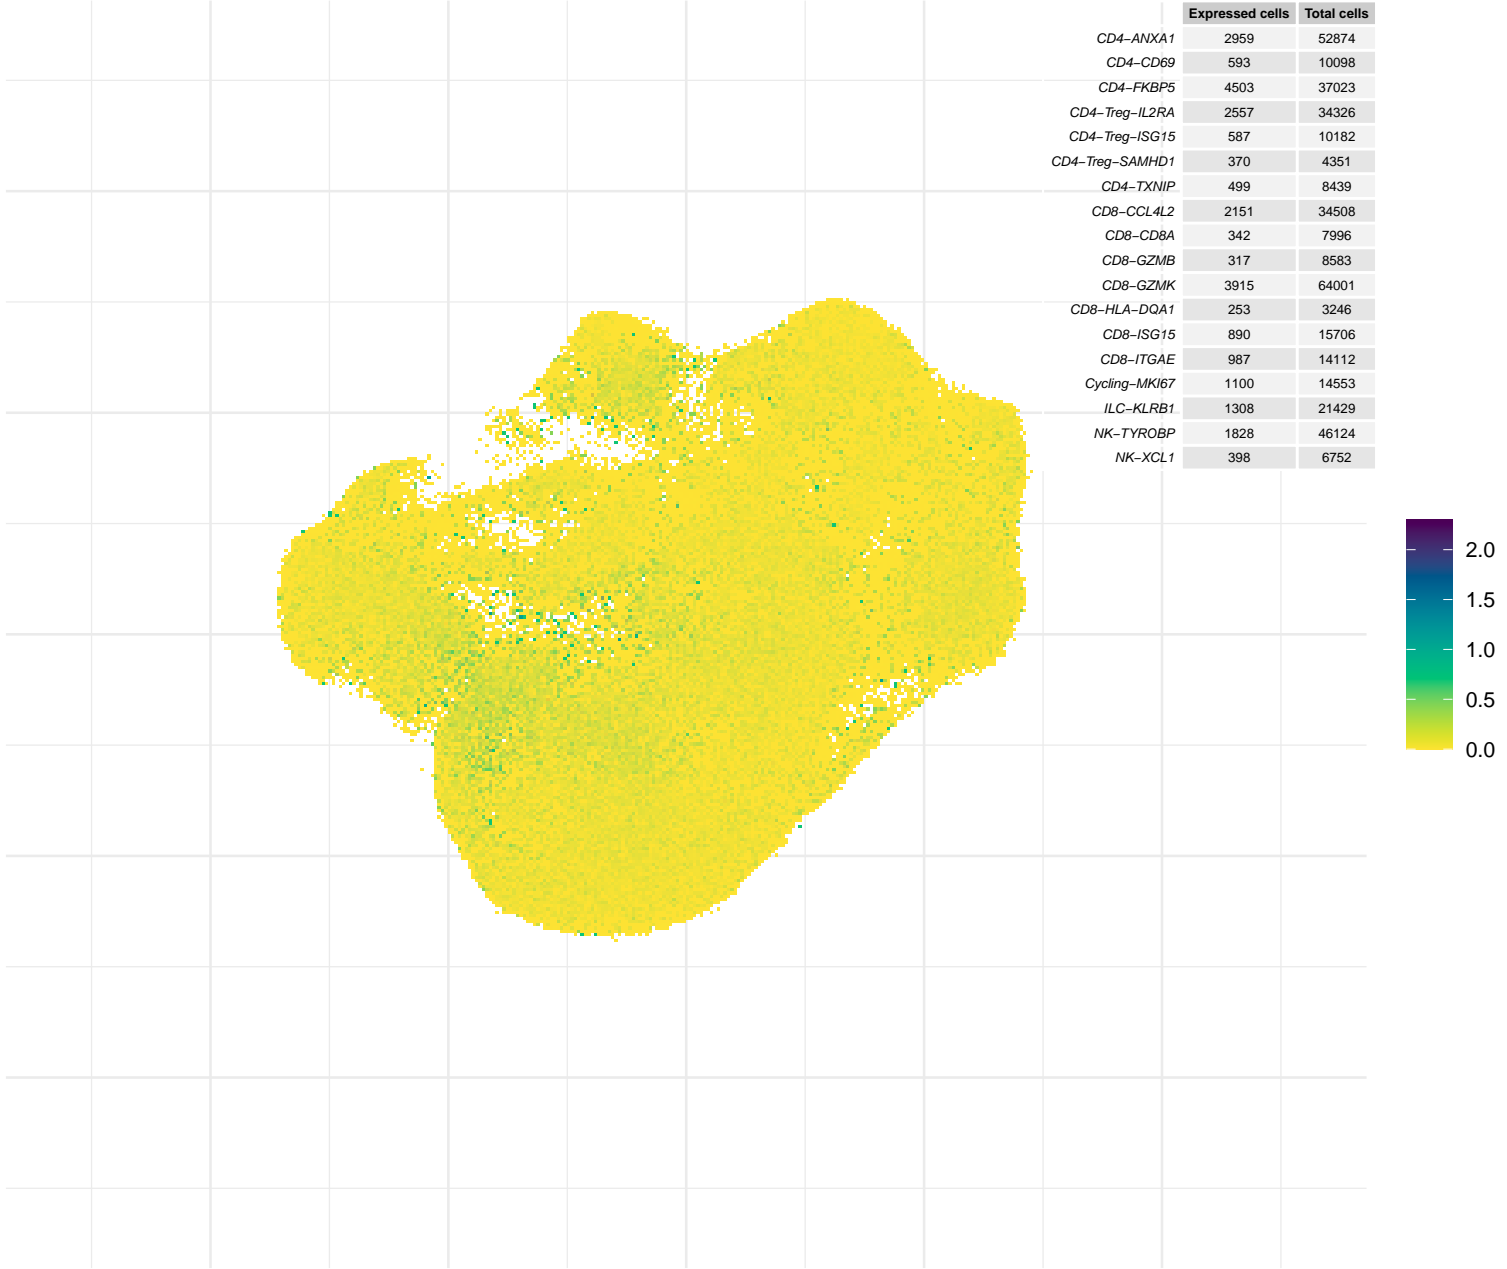 Expressed cells Total cells
CD4−ANXA1 2959 52874
CD4−CD69 593 10098
CD4−FKBP5 4503 37023
CD4−Treg−IL2RA 2557 34326
CD4−Treg−ISG15 587 10182
CD4−Treg−SAMHD1 370 4351
CD4−TXNIP 499 8439
CD8−CCL4L2 2151 34508
CD8−CD8A 342 7996
CD8−GZMB 317 8583
CD8−GZMK 3915 64001
CD8−HLA−DQA1 253 3246
CD8−ISG15 890 15706
CD8−ITGAE 987 14112
Cycling−MKI67 1100 14553
ILC−KLRB1 1308 21429
NK−TYROBP 1828 46124
NK−XCL1 398 6752
2.0
1.5
1.0
0.5
0.0